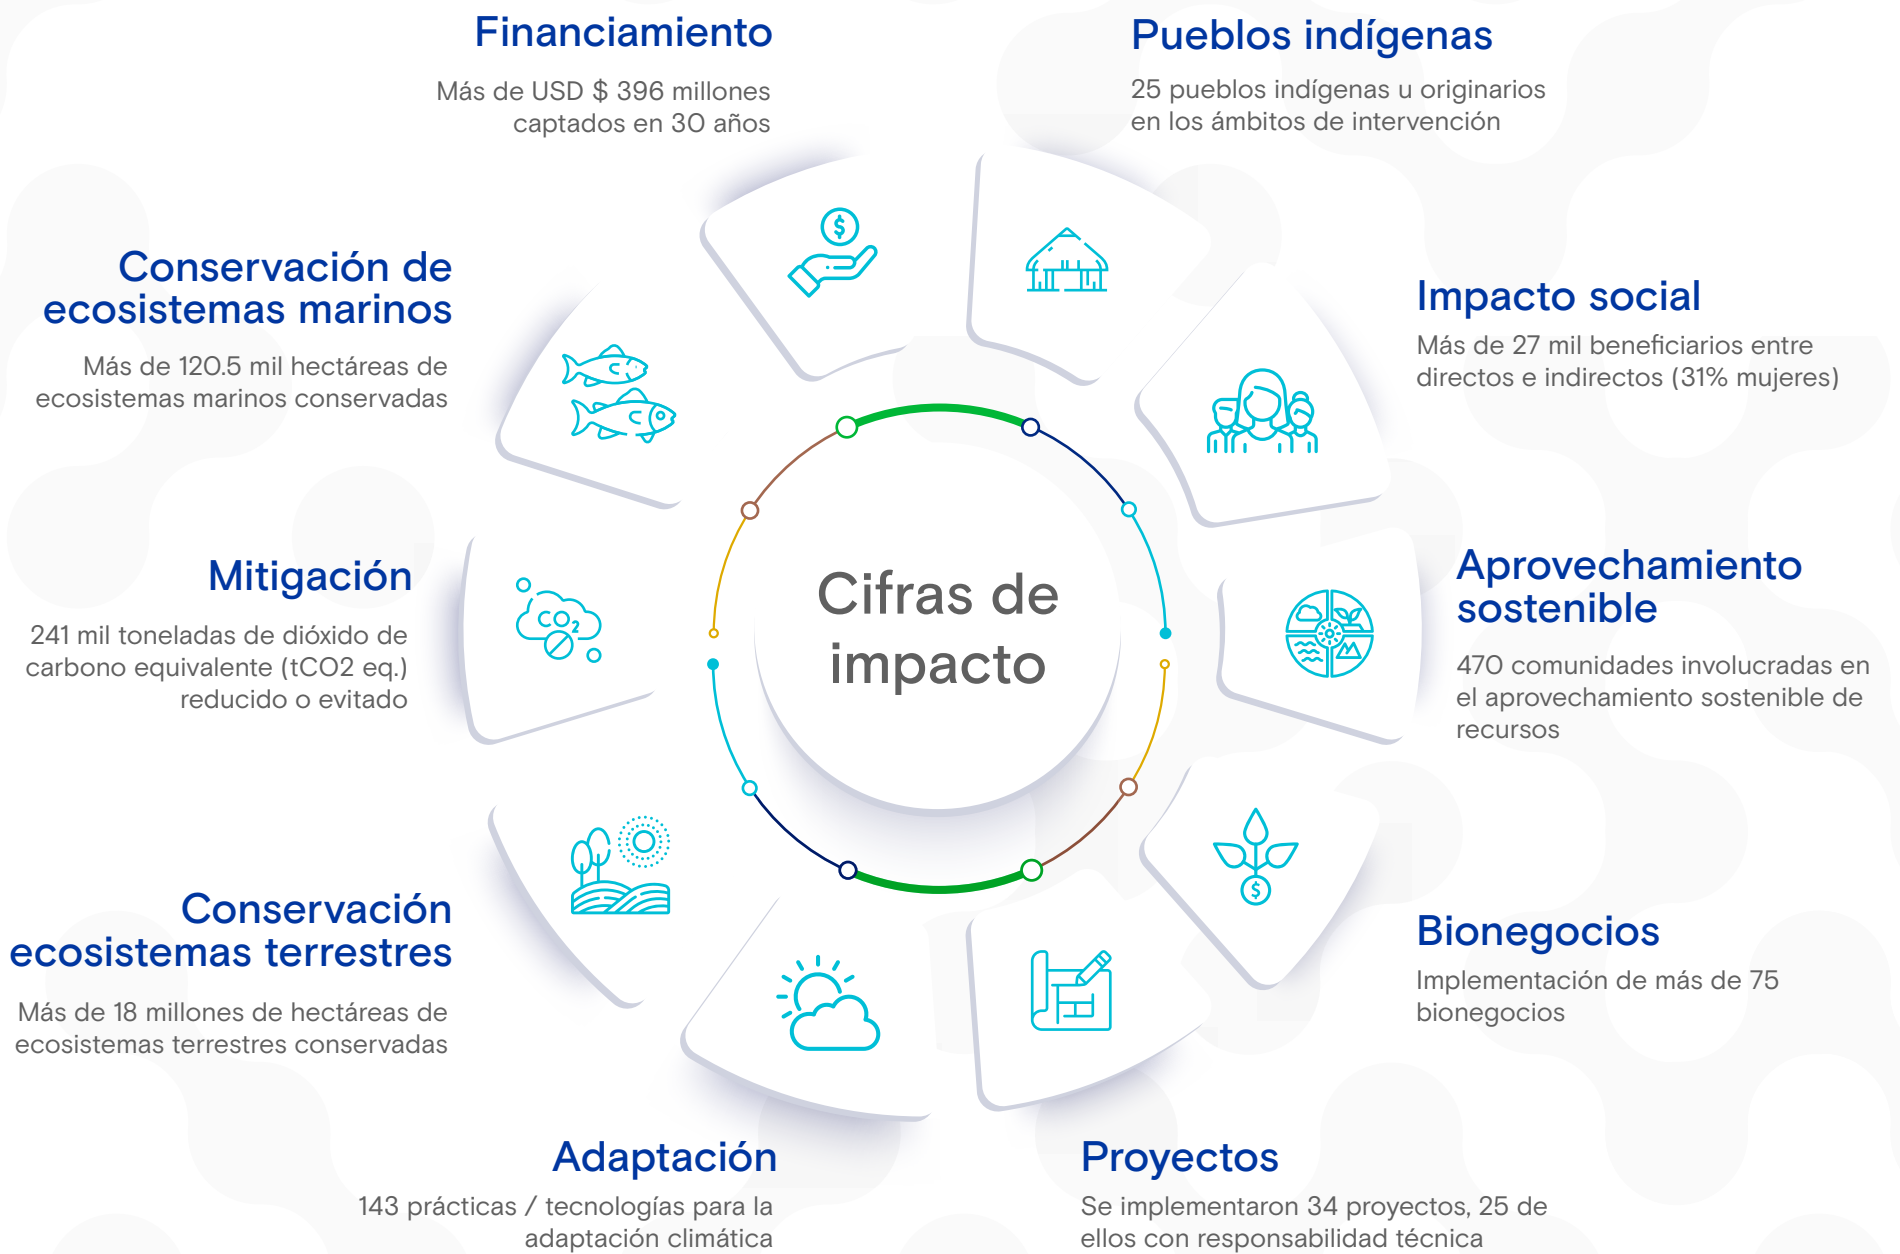 Financiamiento
Más de USD $ 396 millones
captados en 30 años
Pueblos indígenas
25 pueblos indígenas u originarios
en los ámbitos de intervención
Conservación de
ecosistemas marinos
Más de 120.5 mil hectáreas de
ecosistemas marinos conservadas
Impacto social
Más de 27 mil beneficiarios entre
directos e indirectos (31% mujeres)
Mitigación
241 mil toneladas de dióxido de
carbono equivalente (tCO2 eq.)
reducido o evitado
CO2
Cifras de
impacto
Aprovechamiento
sostenible
470 comunidades involucradas en
el aprovechamiento sostenible de
recursos
Conservación
ecosistemas terrestres
Más de 18 millones de hectáreas de
ecosistemas terrestres conservadas
Bionegocios
Implementación de más de 75
bionegocios
Adaptación
143 prácticas / tecnologías para la
adaptación climática
Proyectos
Se implementaron 34 proyectos, 25 de
ellos con responsabilidad técnica